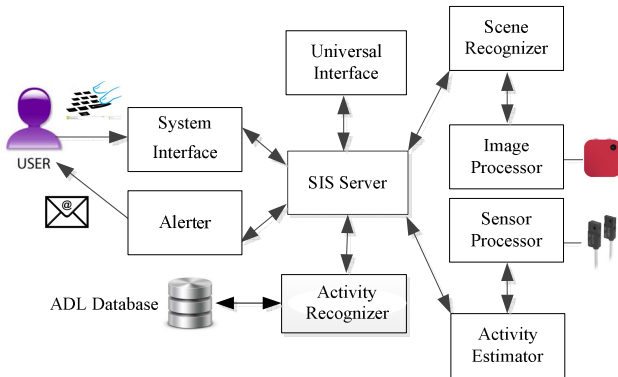 Universal
Interface
Scene
Recognizer
System
Interface
USER
Image
Processor
SIS Server
Alerter
@
Sensor
Processor
ADL Database
Activity
Recognizer
Activity
Estimator